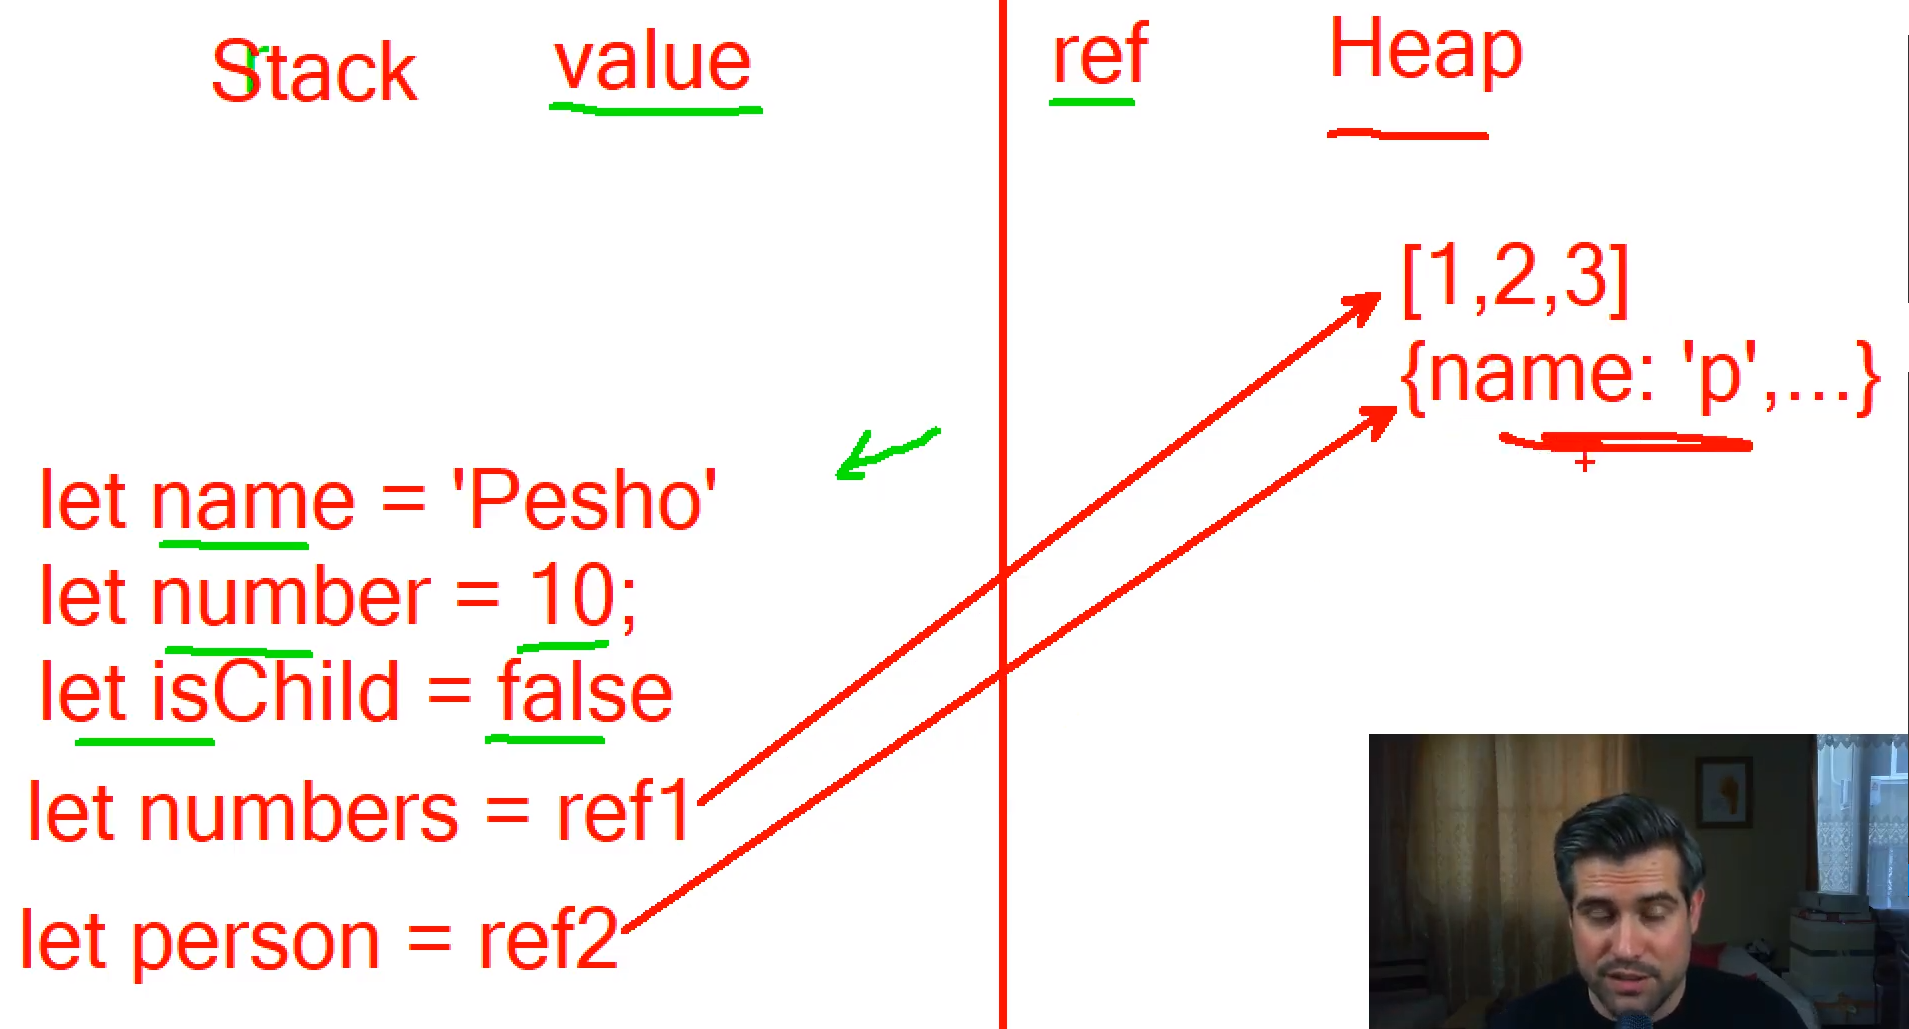 Stack value ref Heap
[1,2,3]
{name: 'p',...}
let name = 'Pesho'
let number = 10;
let isChild = false
let numbers = ref1
let person = ref2